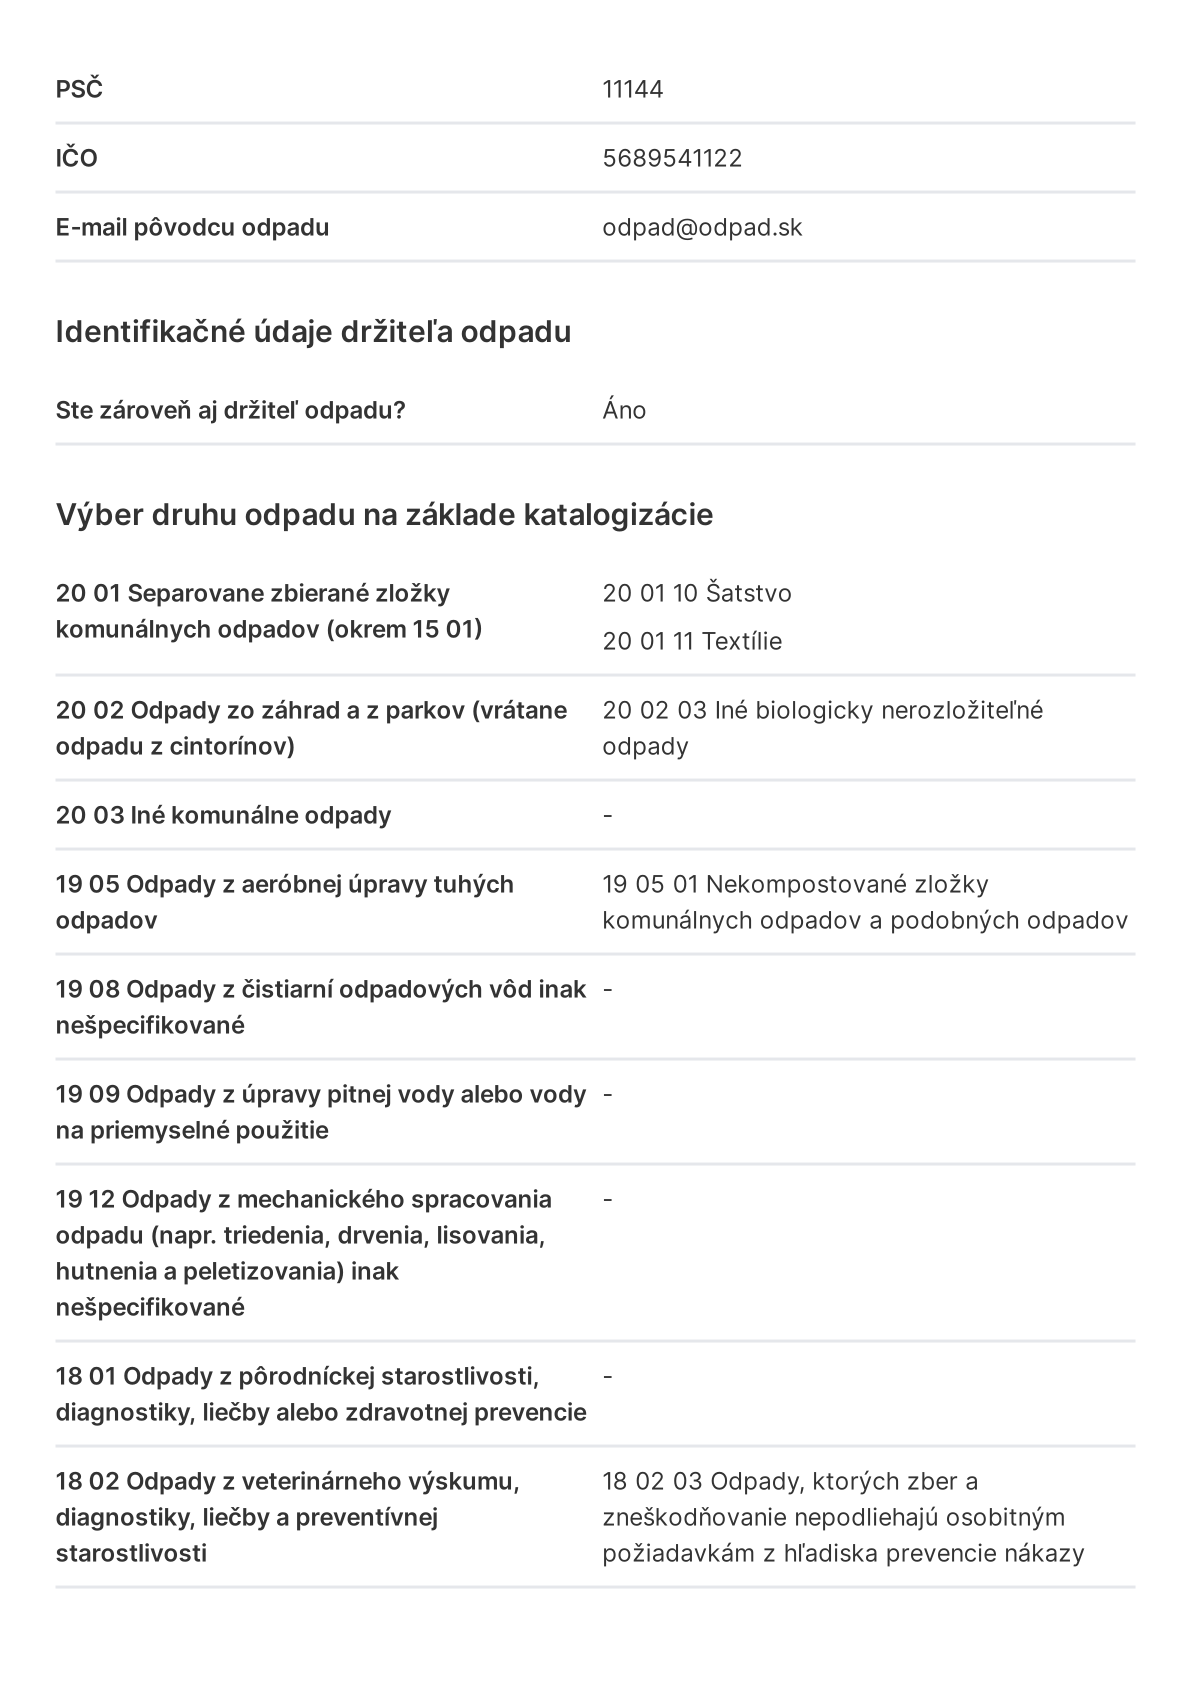 PSČ 11144
IČO 5689541122
E-mail pôvodcu odpadu odpad@odpad.sk
Identifikačné údaje držiteľa odpadu
Ste zároveň aj držiteľ odpadu? Áno
Výber druhu odpadu na základe katalogizácie
20 01 Separovane zbierané zložky
komunálnych odpadov (okrem 15 01)
20 01 10 Šatstvo
20 01 11 Textílie
20 02 Odpady zo záhrad a z parkov (vrátane
odpadu z cintorínov)
20 02 03 Iné biologicky nerozložiteľné
odpady
20 03 Iné komunálne odpady -
19 05 Odpady z aeróbnej úpravy tuhých
odpadov
19 05 01 Nekompostované zložky
komunálnych odpadov a podobných odpadov
19 08 Odpady z čistiarní odpadových vôd inak
nešpecifikované
-
19 09 Odpady z úpravy pitnej vody alebo vody
na priemyselné použitie
-
19 12 Odpady z mechanického spracovania
odpadu (napr. triedenia, drvenia, lisovania,
hutnenia a peletizovania) inak
nešpecifikované
-
18 01 Odpady z pôrodníckej starostlivosti,
diagnostiky, liečby alebo zdravotnej prevencie
-
18 02 Odpady z veterinárneho výskumu,
diagnostiky, liečby a preventívnej
starostlivosti
18 02 03 Odpady, ktorých zber a
zneškodňovanie nepodliehajú osobitným
požiadavkám z hľadiska prevencie nákazy